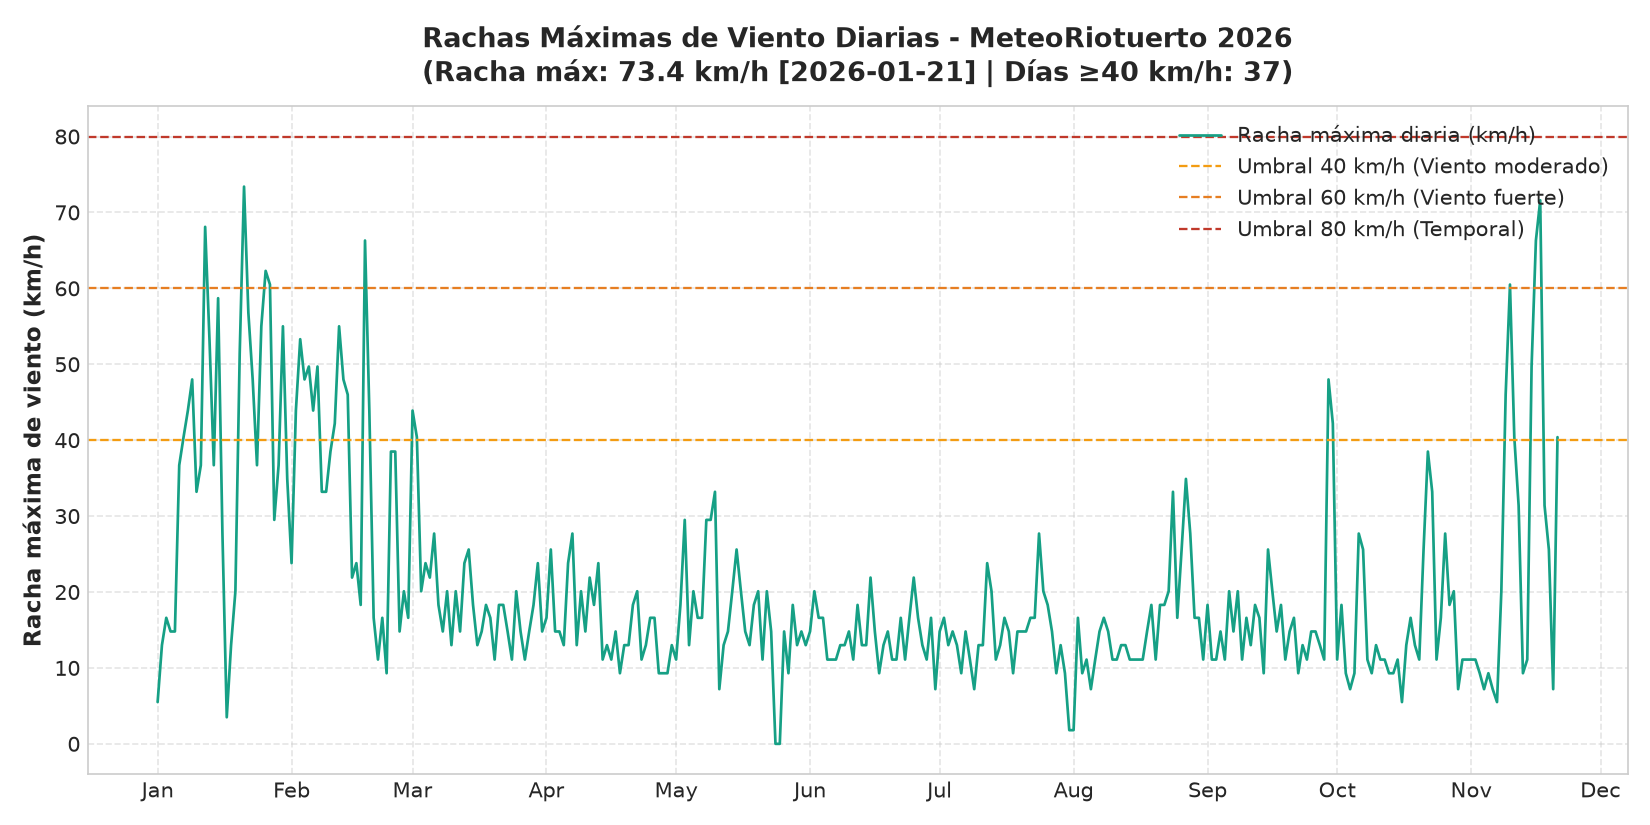 Rachas Máximas de Viento Diarias - MeteoRiotuerto 2026
(Racha máx: 73.4 km/h [2026-01-21] | Días ≥40 km/h: 37)
Racha máxima de viento (km/h)
80
70
60
50
40
30
20
10
0
Racha máxima diaria (km/h)
Umbral 40 km/h (Viento moderado)
Umbral 60 km/h (Viento fuerte)
Umbral 80 km/h (Temporal)
Jan Feb Mar Apr May Jun Jul Aug Sep Oct Nov Dec